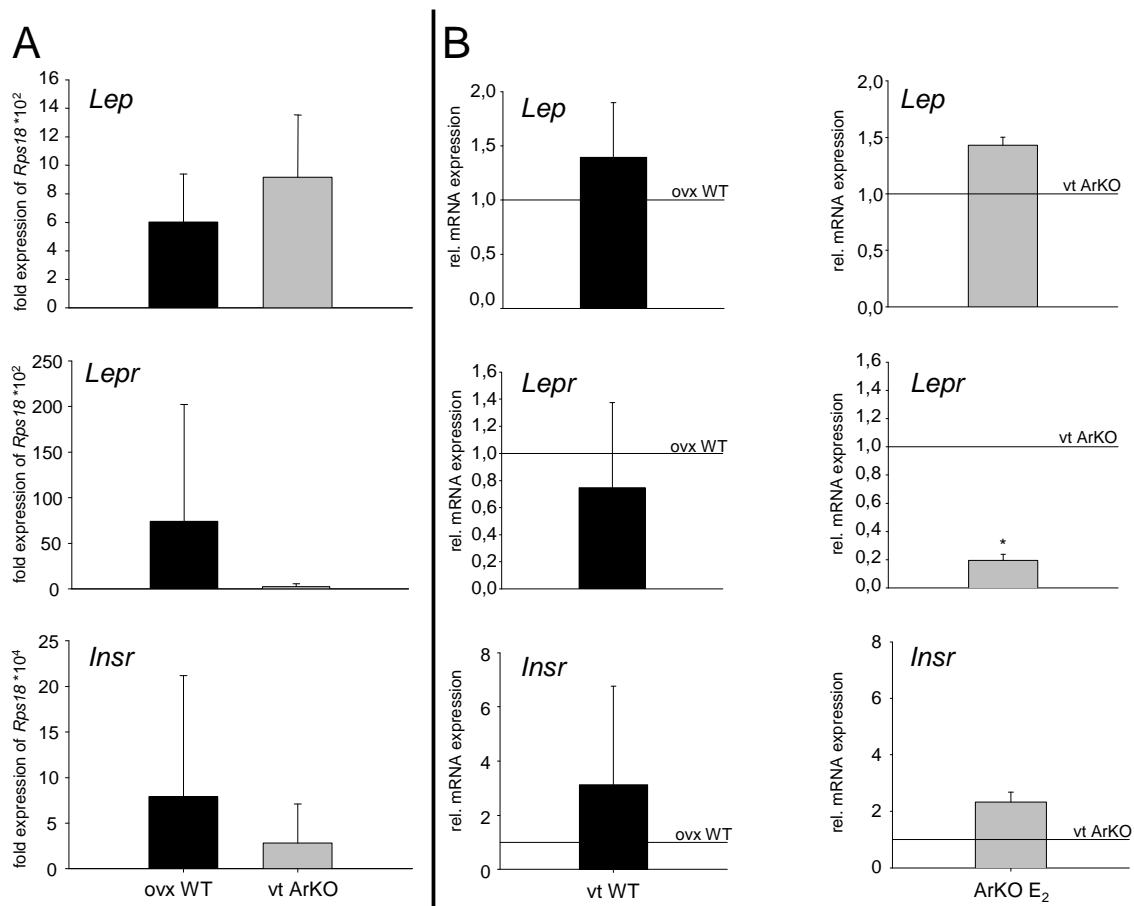 A
B
Lep
fold expression of Rps18 *10²
16
14
12
10
8
6
4
2
0
Lep
rel. mRNA expression
2,0
1,5
1,0
0,5
0,0
ovx WT
Lep
rel. mRNA expression
2,0
1,5
1,0
0,5
0,0
vt ArKO
Lepr
fold expression of Rps18 *10²
250
200
150
100
50
0
Lepr
rel. mRNA expression
1,6
1,4
1,2
1,0
0,8
0,6
0,4
0,2
0,0
ovx WT
Lepr
rel. mRNA expression
1,6
1,4
1,2
1,0
0,8
0,6
0,4
0,2
0,0
vt ArKO
*
Insr
fold expression of Rps18 *10⁴
25
20
15
10
5
0
ovx WT
vt ArKO
Insr
rel. mRNA expression
8
6
4
2
0
ovx WT
vt WT
Insr
rel. mRNA expression
8
6
4
2
0
vt ArKO
ArKO E₂